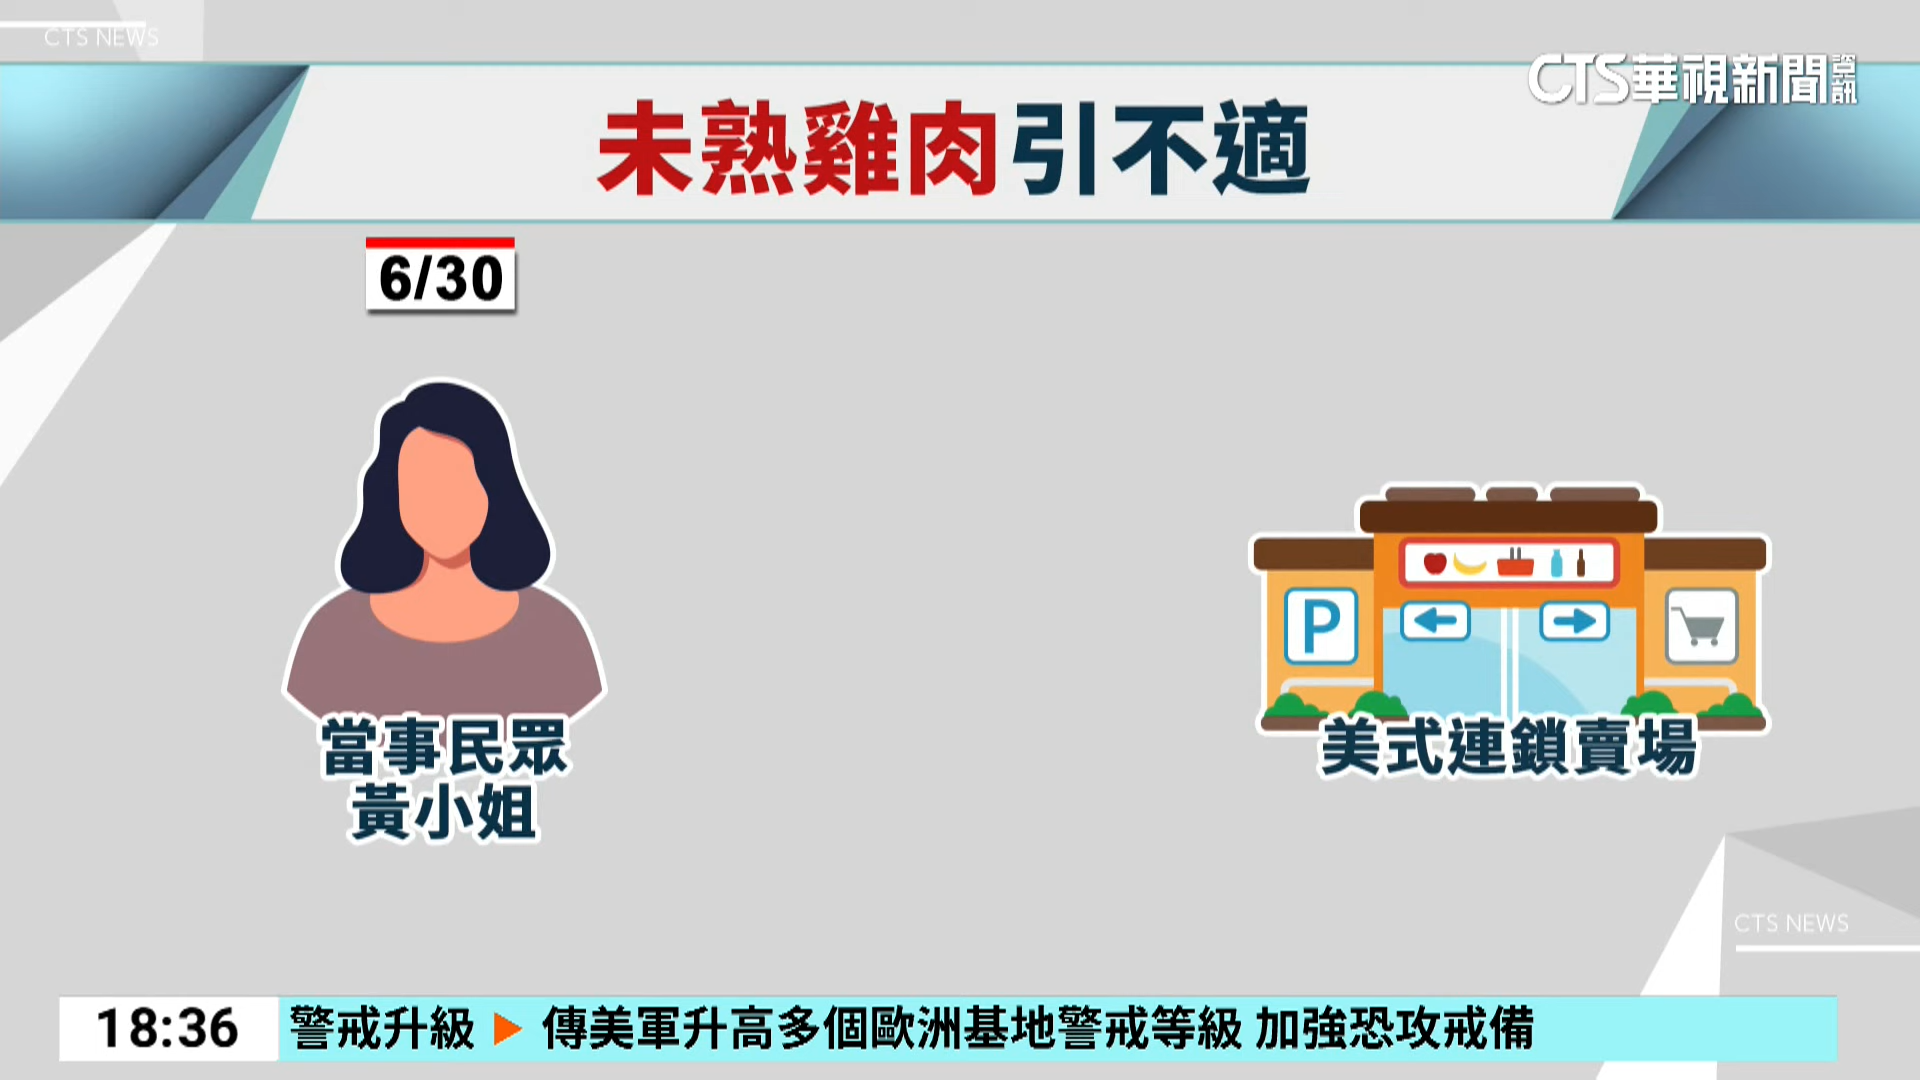 CTS NEWS
CTS華視新聞資訊
未熟雞肉引不適
6/30
P
當事民眾
黃小姐
美式連鎖賣場
CTS NEWS
18:36 警戒升級 傳美軍升高多個歐洲基地警戒等級 加強恐攻戒備